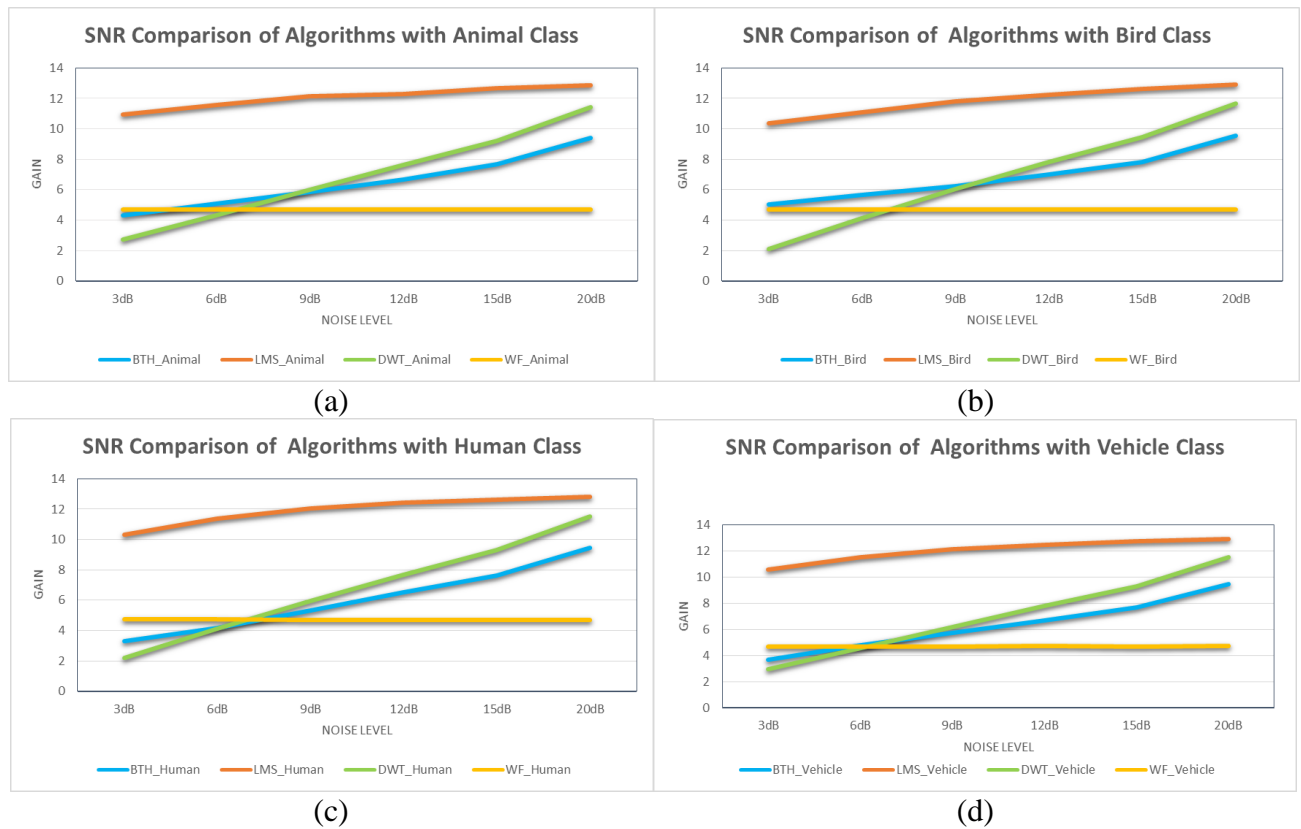 SNR Comparison of Algorithms with Animal Class
14
12
10
8
6
4
2
0
GAIN
3dB 6dB 9dB 12dB 15dB 20dB
NOISE LEVEL
BTH_Animal LMS_Animal DWT_Animal WF_Animal
(a)
SNR Comparison of Algorithms with Bird Class
14
12
10
8
6
4
2
0
GAIN
3dB 6dB 9dB 12dB 15dB 20dB
NOISE LEVEL
BTH_Bird LMS_Bird DWT_Bird WF_Bird
(b)
SNR Comparison of Algorithms with Human Class
14
12
10
8
6
4
2
0
GAIN
3dB 6dB 9dB 12dB 15dB 20dB
NOISE LEVEL
BTH_Human LMS_Human DWT_Human WF_Human
(c)
SNR Comparison of Algorithms with Vehicle Class
14
12
10
8
6
4
2
0
GAIN
3dB 6dB 9dB 12dB 15dB 20dB
NOISE LEVEL
BTH_Vehicle LMS_Vehicle DWT_Vehicle WF_Vehicle
(d)